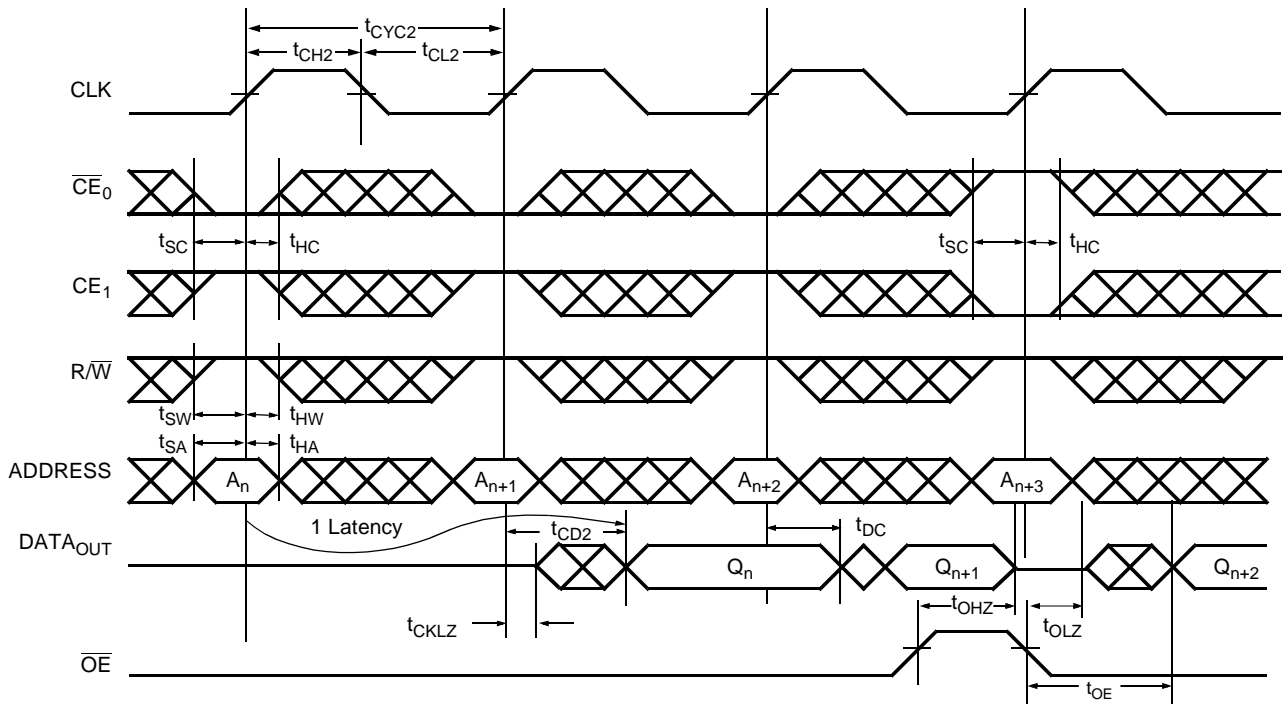 tCYC2
tCH2 tCL2
CLK
CE0
tSC tHC tSC tHC
CE1
R/W
tSW tHW
tSA tHA
ADDRESS An An+1 An+2 An+3
1 Latency tCD2 tDC
DATAOUT Qn Qn+1 Qn+2
tOHZ
tCKLZ tOLZ
OE
tOE